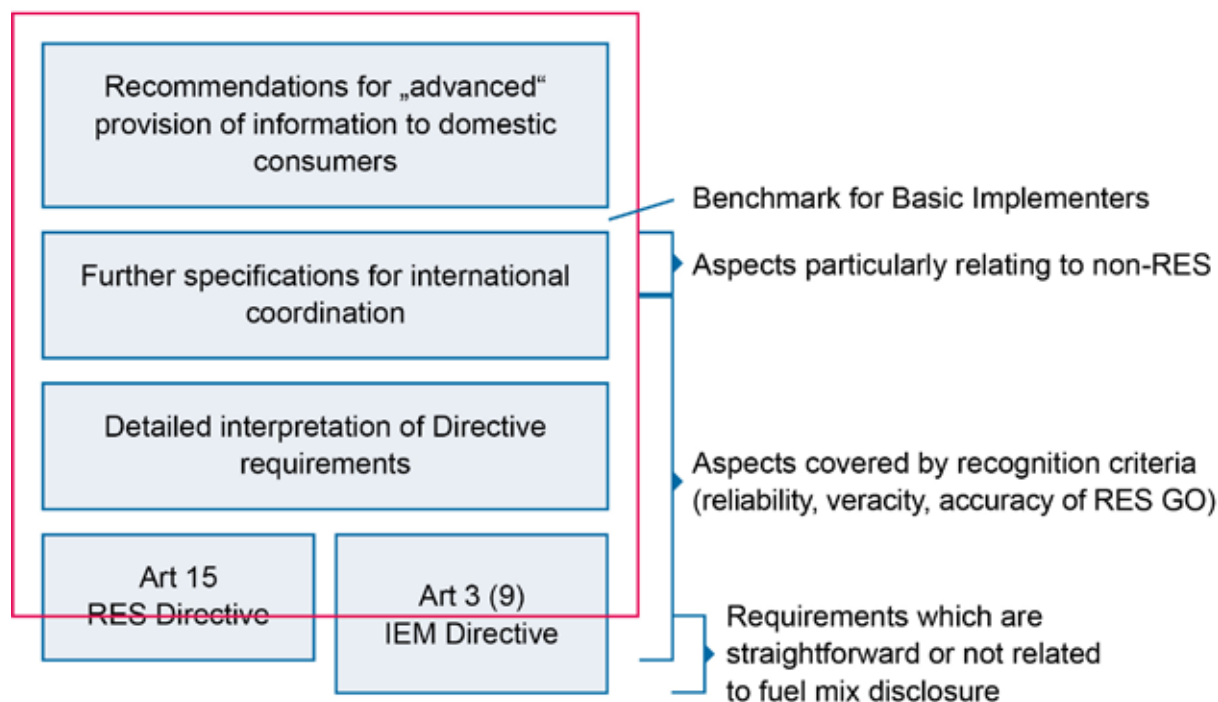 Recommendations for „advanced“
provision of information to domestic
consumers
Benchmark for Basic Implementers
Further specifications for international
coordination
Aspects particularly relating to non-RES
Detailed interpretation of Directive
requirements
Aspects covered by recognition criteria
(reliability, veracity, accuracy of RES GO)
Art 15
RES Directive
Art 3 (9)
IEM Directive
Requirements which are
straightforward or not related
to fuel mix disclosure